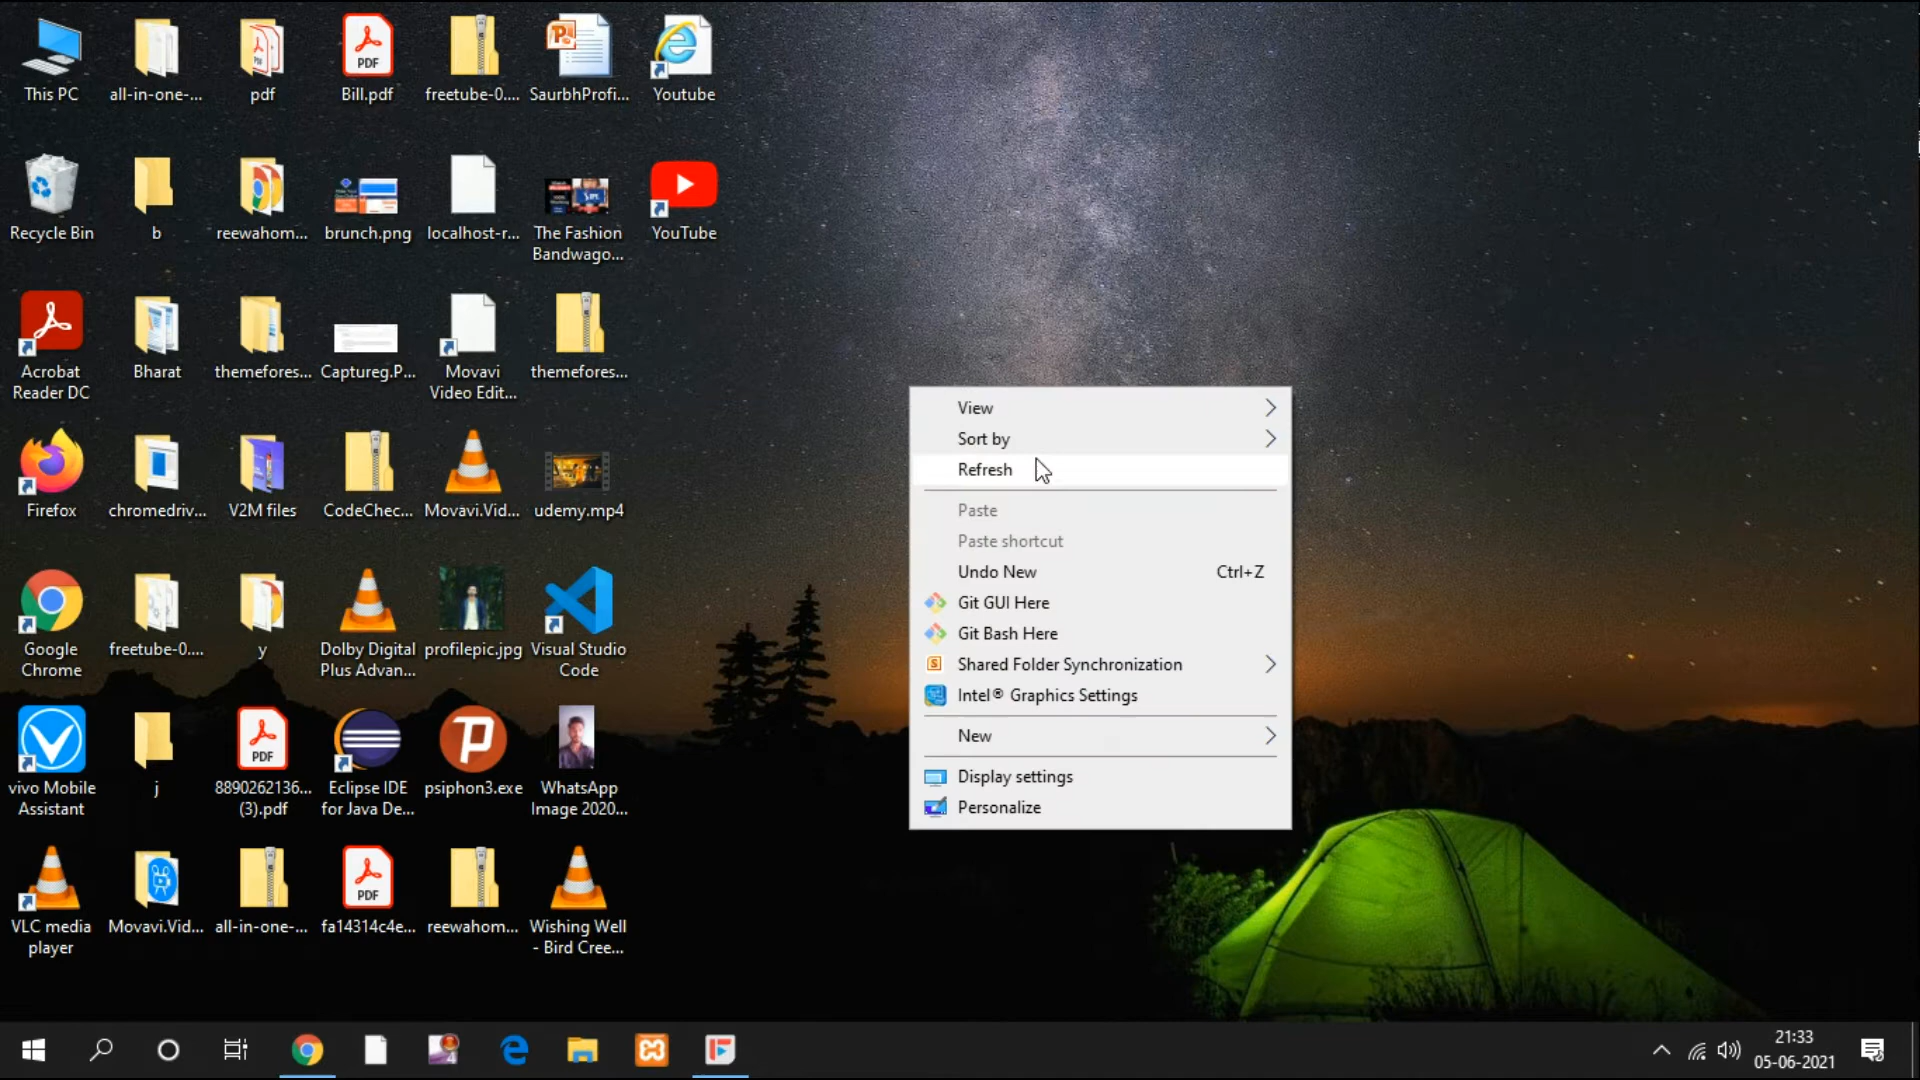 This PC
all-in-one-...
pdf
Bill.pdf
freetube-0....
SaurbhProfi...
Youtube
Recycle Bin
b
reewahom...
brunch.png
localhost-r...
The Fashion
Bandwago...
YouTube
Acrobat
Reader DC
Bharat
themefores...
Captureg.P...
Movavi
Video Edit...
themefores...
Firefox
chromedriv...
V2M files
CodeChec...
Movavi.Vid...
udemy.mp4
Google
Chrome
freetube-0....
y
Dolby Digital
Plus Advan...
profilepic.jpg
Visual Studio
Code
vivo Mobile
Assistant
j
PDF
8890262136...
(3).pdf
Eclipse IDE
for Java De...
psiphon3.exe
WhatsApp
Image 2020...
VLC media
player
Movavi.Vid...
all-in-one-...
PDF
fa14314c4e...
reewahom...
Wishing Well
- Bird Cree...
PDF
View
Sort by
Refresh
Paste
Paste shortcut
Undo New Ctrl+Z
Git GUI Here
Git Bash Here
Shared Folder Synchronization
Intel® Graphics Settings
New
Display settings
Personalize
21:33
05-06-2021